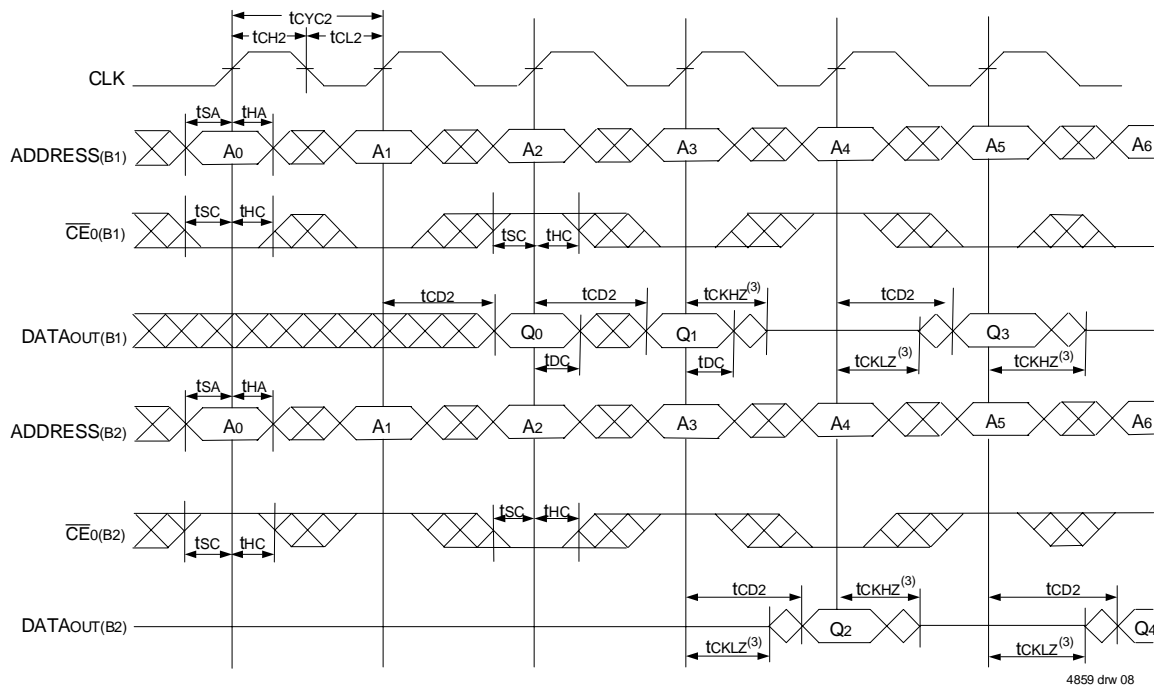 tCYC2
tCH2 tCL2
CLK
tSA tHA
ADDRESS(B1) A0 A1 A2 A3 A4 A5 A6
tSC tHC
CE0(B1)
tSC tHC
tCD2 tCD2 tCKHZ(3) tCD2
DATAOUT(B1) Q0 Q1 Q3
tDC tDC tCKLZ(3) tCKHZ(3)
tSA tHA
ADDRESS(B2) A0 A1 A2 A3 A4 A5 A6
tSC tHC
CE0(B2)
tSC tHC
tCD2 tCKHZ(3) tCD2
DATAOUT(B2) Q2 Q4
tCKLZ(3) tCKLZ(3)
4859 drw 08